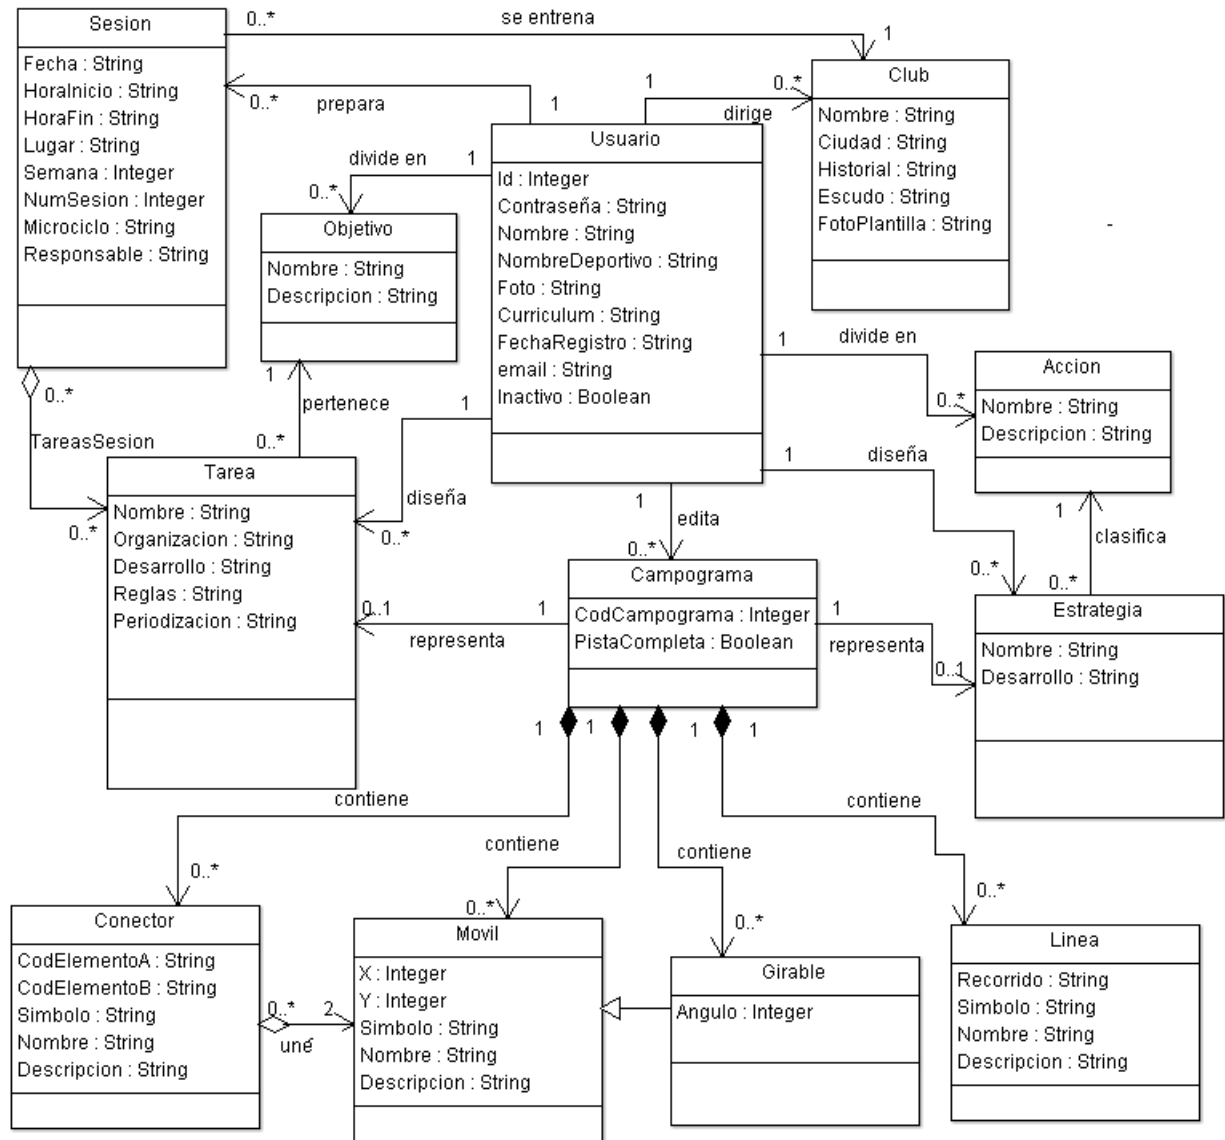 Sesion
Fecha : String
HoraInicio : String
HoraFin : String
Lugar : String
Semana : Integer
NumSesion : Integer
Microciclo : String
Responsable : String
0..*
se entrena
1
0..*
prepara
1
1
dirige
0..*
Club
Nombre : String
Ciudad : String
Historial : String
Escudo : String
FotoPlantilla : String
-
Usuario
Id : Integer
Contraseña : String
Nombre : String
NombreDeportivo : String
Foto : String
Curriculum : String
FechaRegistro : String
email : String
Inactivo : Boolean
divide en
1
0..*
Objetivo
Nombre : String
Descripcion : String
1
divide en
0..*
Accion
Nombre : String
Descripcion : String
0..*
TareasSesion
0..*
1
pertenece
0..*
1
diseña
0..*
Tarea
Nombre : String
Organizacion : String
Desarrollo : String
Reglas : String
Periodizacion : String
1
diseña
0..*
1
clasifica
0..*
1
edita
0..*
Campograma
CodCampograma : Integer
PistaCompleta : Boolean
0..1
1
representa
1
representa
0..1
Estrategia
Nombre : String
Desarrollo : String
1
1
1
1
contiene
0..*
contiene
0..*
contiene
0..*
contiene
0..*
Conector
CodElementoA : String
CodElementoB : String
Simbolo : String
Nombre : String
Descripcion : String
0..*
2
une
Movil
X : Integer
Y : Integer
Simbolo : String
Nombre : String
Descripcion : String
Girable
Angulo : Integer
Linea
Recorrido : String
Simbolo : String
Nombre : String
Descripcion : String